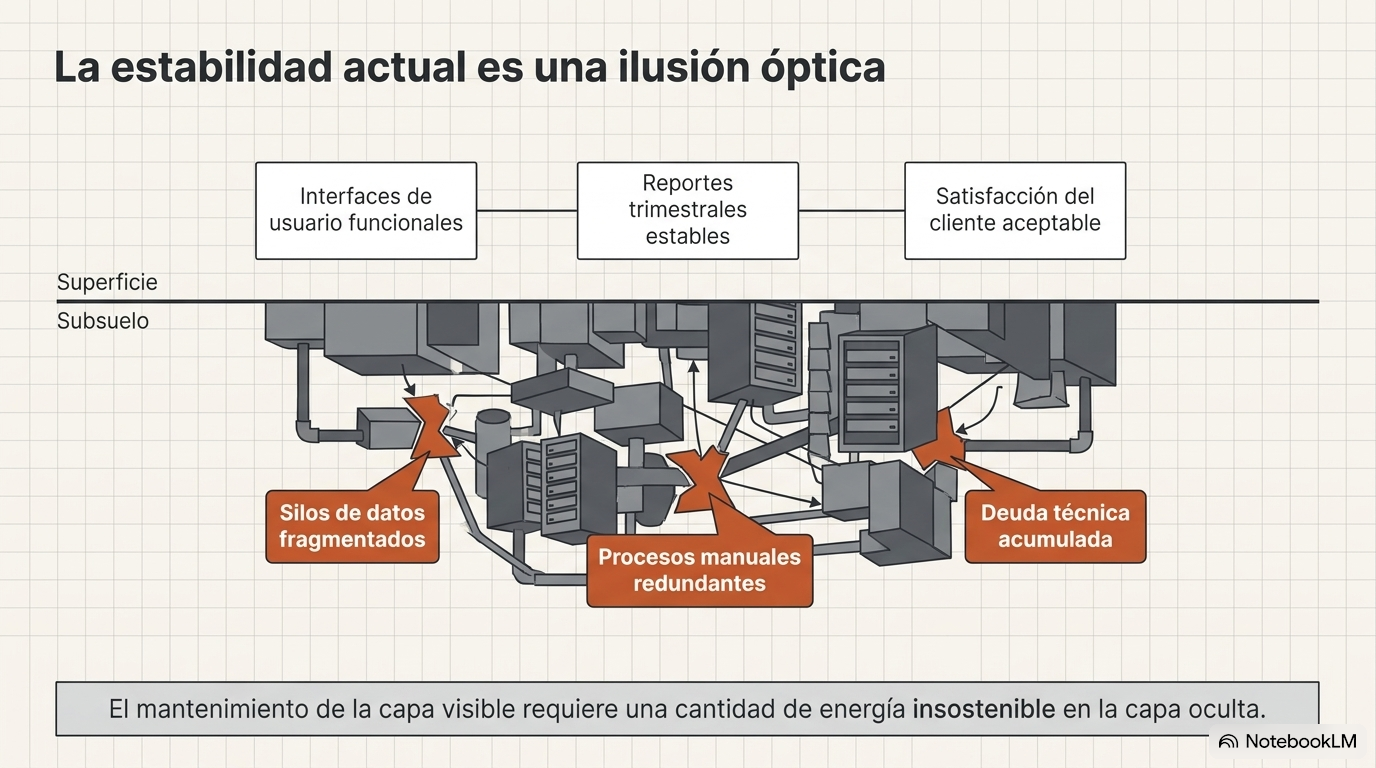 La estabilidad actual es una ilusión óptica
Interfaces de
usuario funcionales
Reportes
trimestrales
estables
Satisfacción del
cliente aceptable
Superficie
Subsuelo
Silos de datos
fragmentados
Procesos manuales
redundantes
Deuda técnica
acumulada
El mantenimiento de la capa visible requiere una cantidad de energía insostenible en la capa oculta.
NotebookLM